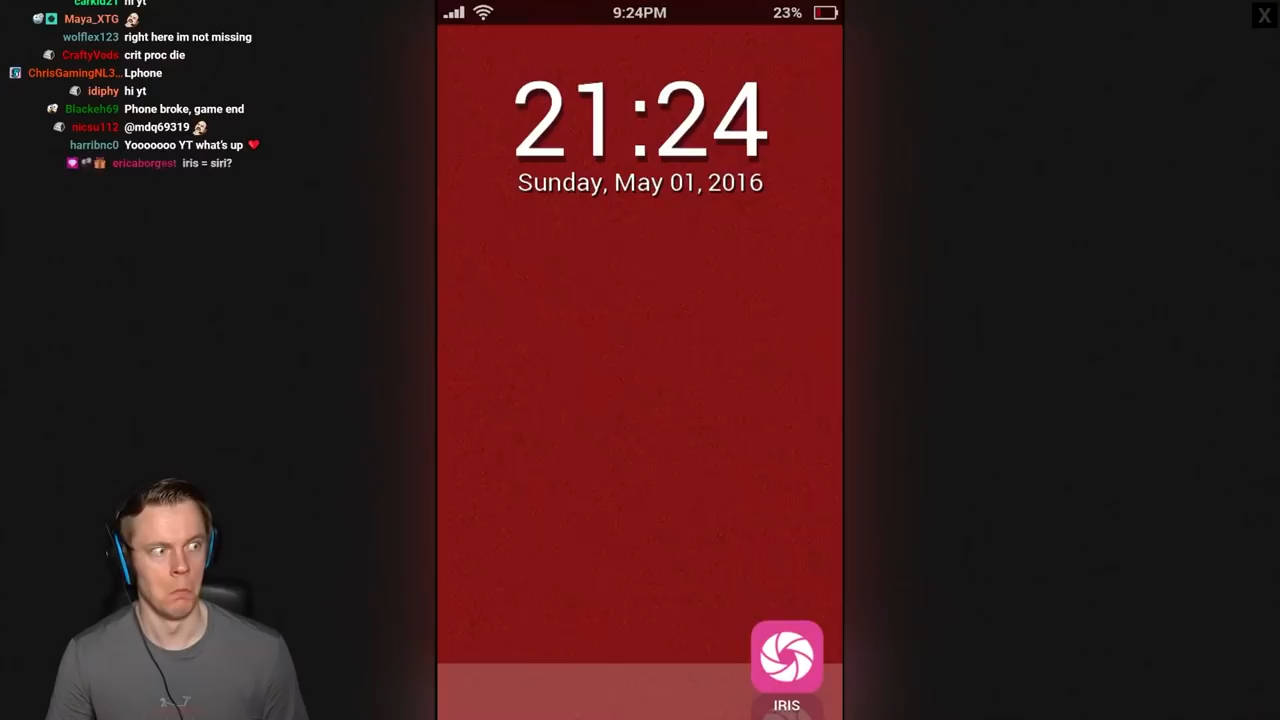 carkid21 hi yt
Maya_XTG
wolflex123 right here im not missing
CraftyVods crit proc die
ChrisGamingNL3... Lphone
idiphy hi yt
Blackeh69 Phone broke, game end
nicsu112 @mdq69319
harribnc0 Yooooooo YT what's up
ericaborgest iris = siri?
9:24PM
23%
X
21:24
Sunday, May 01, 2016
IRIS